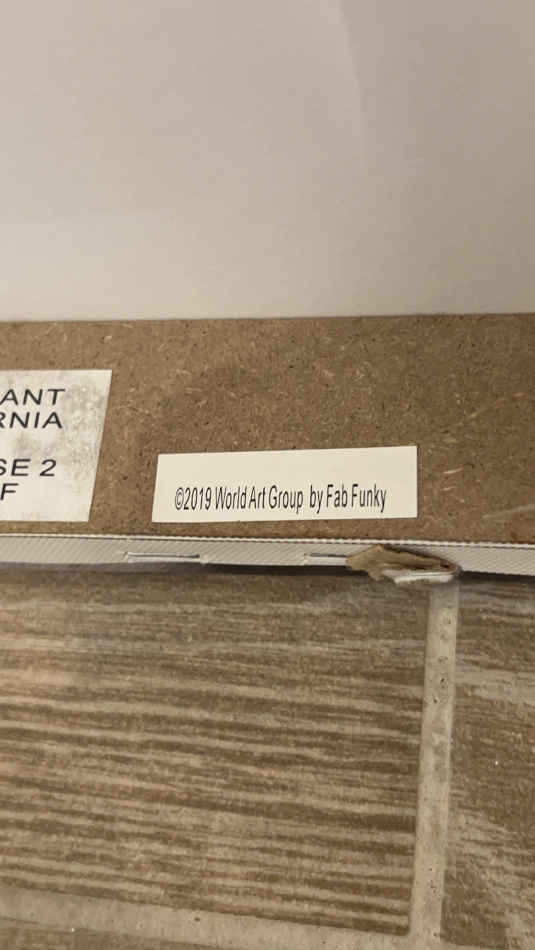 ANT
RNIA
SE 2
F
©2019 World Art Group by Fab Funky